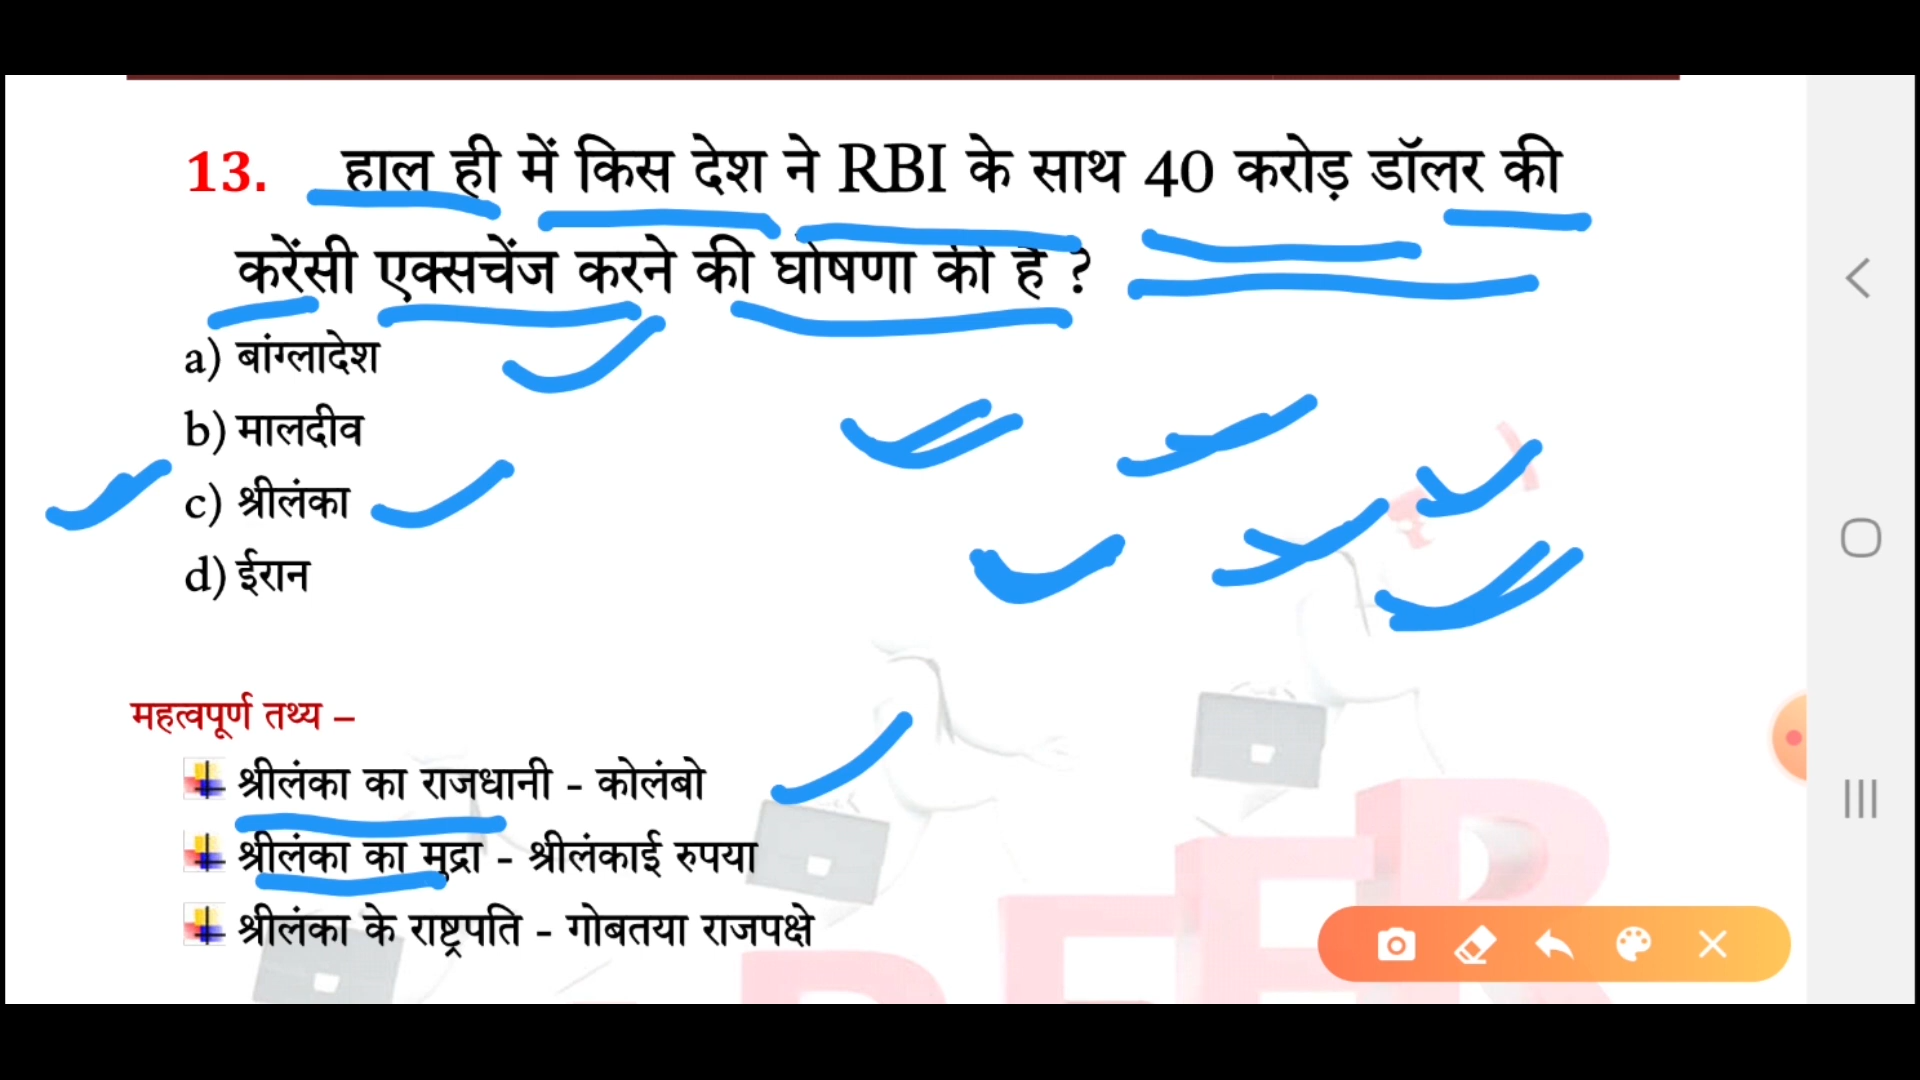 13. हाल ही में किस देश ने RBI के साथ 40 करोड़ डॉलर की
करेंसी एक्सचेंज करने की घोषणा की है ?
a) बांग्लादेश
b) मालदीव
c) श्रीलंका
d) ईरान
महत्वपूर्ण तथ्य –
श्रीलंका का राजधानी - कोलंबो
श्रीलंका का मुद्रा - श्रीलंकाई रुपया
श्रीलंका के राष्ट्रपति - गोबतया राजपक्षे